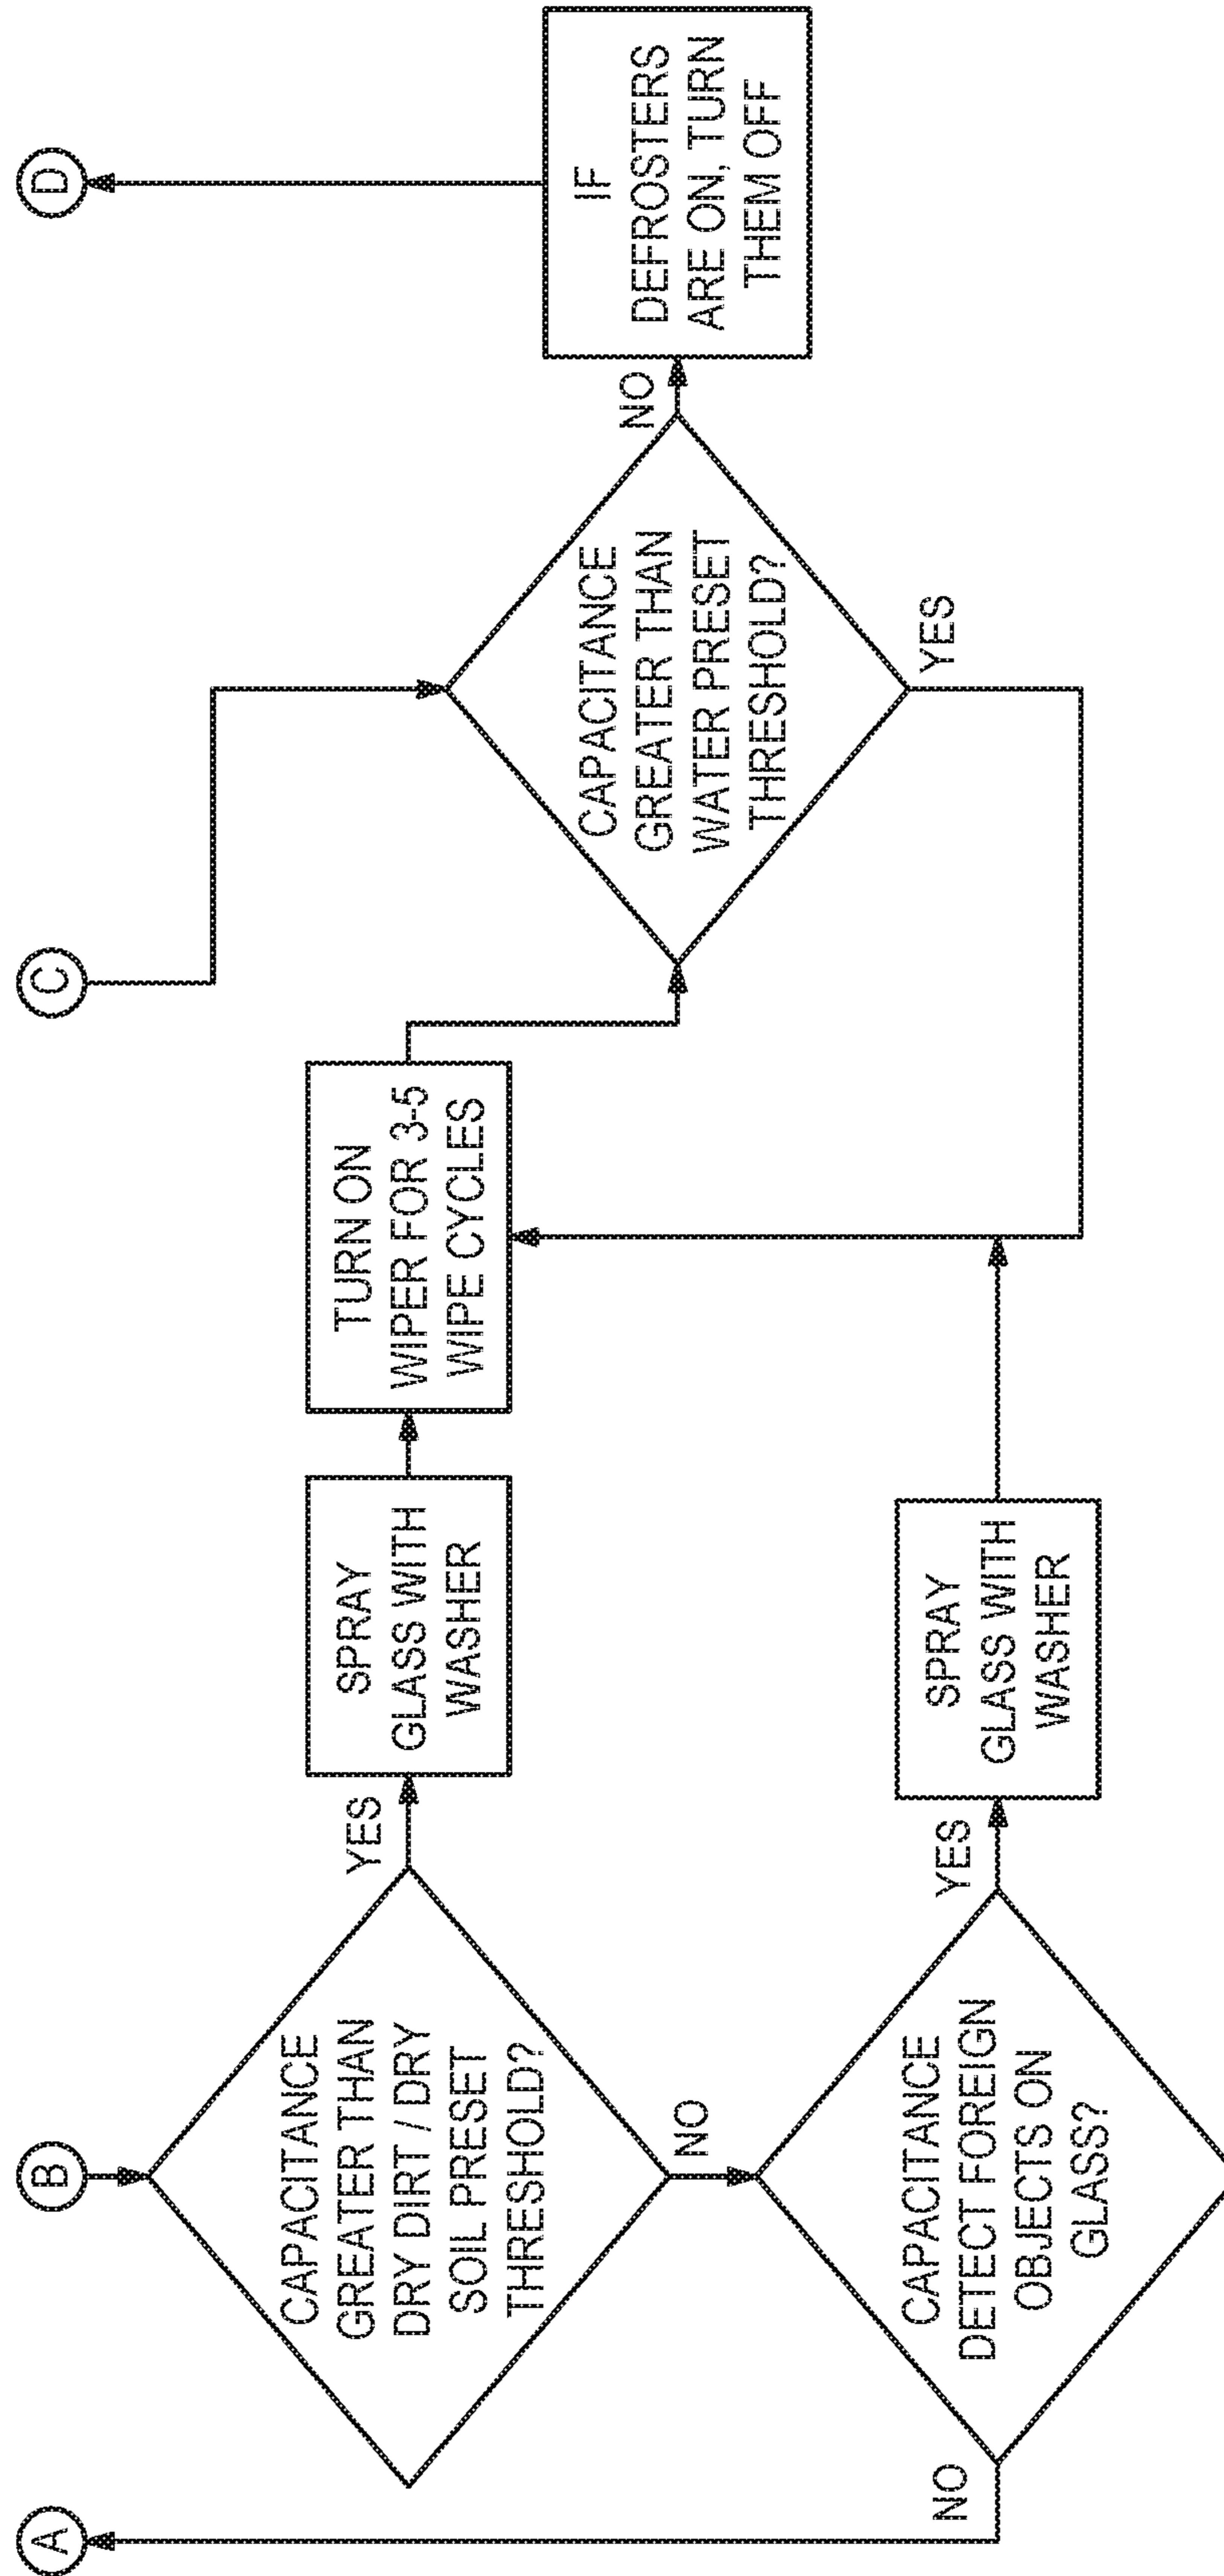 A
B
C
D
CAPACITANCE
GREATER THAN
DRY DIRT / DRY
SOIL PRESET
THRESHOLD?
YES
SPRAY
GLASS WITH
WASHER
TURN ON
WIPER FOR 3-5
WIPE CYCLES
NO
CAPACITANCE
GREATER THAN
WATER PRESET
THRESHOLD?
NO
IF
DEFROSTERS
ARE ON, TURN
THEM OFF
YES
CAPACITANCE
DETECT FOREIGN
OBJECTS ON
GLASS?
NO
YES
SPRAY
GLASS WITH
WASHER